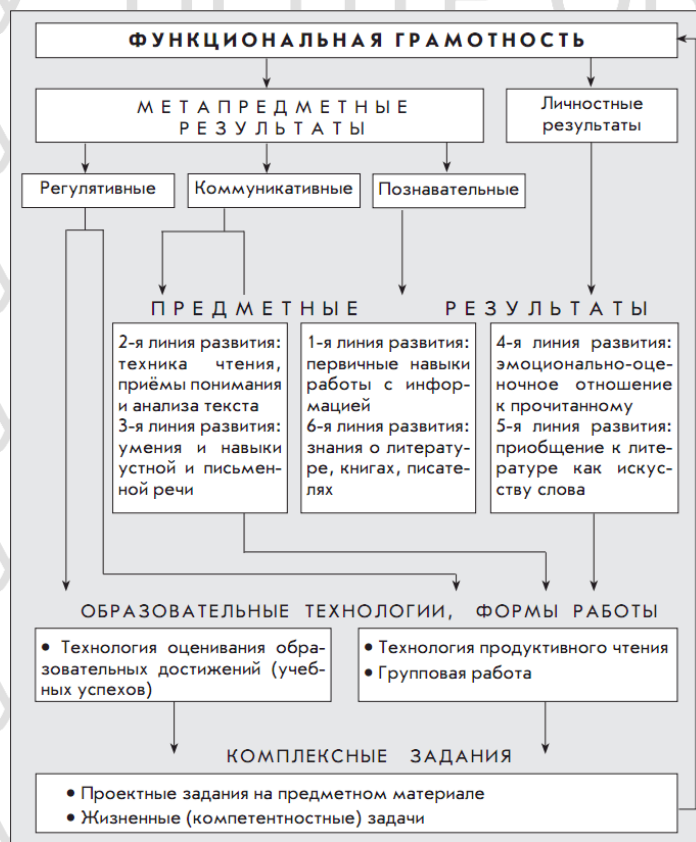 ФУНКЦИОНАЛЬНАЯ ГРАМОТНОСТЬ
МЕТАПРЕДМЕТНЫЕ
РЕЗУЛЬТАТЫ
Личностные
результаты
Регулятивные
Коммуникативные
Познавательные
ПРЕДМЕТНЫЕ РЕЗУЛЬТАТЫ
2-я линия развития:
техника чтения,
приёмы понимания
и анализа текста
3-я линия развития:
умения и навыки
устной и письмен-
ной речи
1-я линия развития:
первичные навыки
работы с инфор-
мацией
6-я линия развития:
знания о литерату-
ре, книгах, писате-
лях
4-я линия развития:
эмоционально-оце-
ночное отношение
к прочитанному
5-я линия развития:
приобщение к лите-
ратуре как искус-
ству слова
ОБРАЗОВАТЕЛЬНЫЕ ТЕХНОЛОГИИ, ФОРМЫ РАБОТЫ
• Технология оценивания обра-
зовательных достижений (учеб-
ных успехов)
• Технология продуктивного чтения
• Групповая работа
КОМПЛЕКСНЫЕ ЗАДАНИЯ
• Проектные задания на предметном материале
• Жизненные (компетентностные) задачи